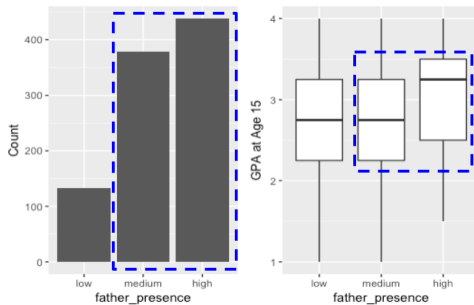 Count
400
300
200
100
0
low medium high
father_presence
GPA at Age 15
4
3
2
1
low medium high
father_presence